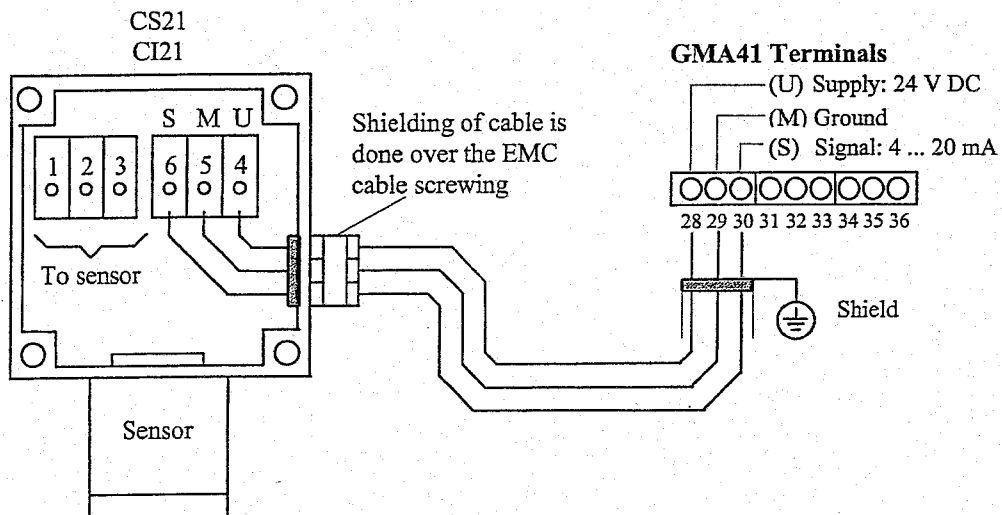 CS21
CI21
S M U
1 2 3 6 5 4
To sensor
Sensor
Shielding of cable is
done over the EMC
cable screwing
GMA41 Terminals
(U) Supply: 24 V DC
(M) Ground
(S) Signal: 4 ... 20 mA
28 29 30 31 32 33 34 35 36
Shield